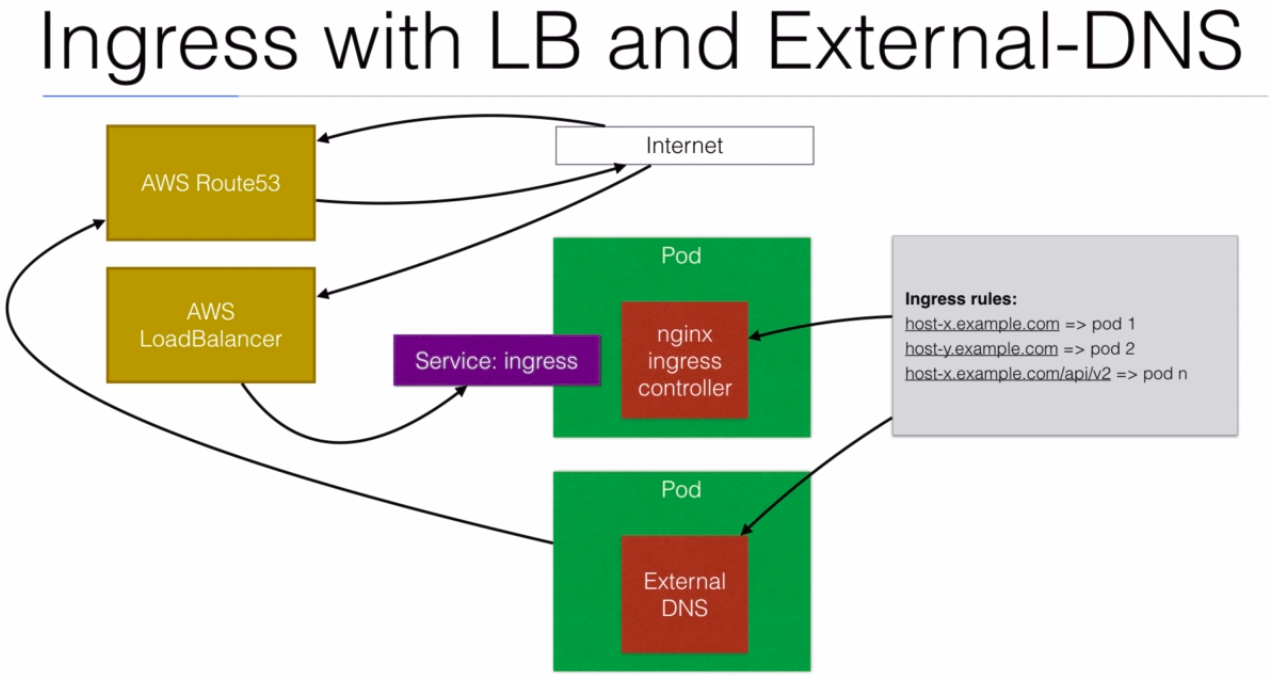 Ingress with LB and External-DNS
Internet
AWS Route53
AWS
LoadBalancer
Service: ingress
Pod
nginx
ingress
controller
Ingress rules:
host-x.example.com => pod 1
host-y.example.com => pod 2
host-x.example.com/api/v2 => pod n
Pod
External
DNS